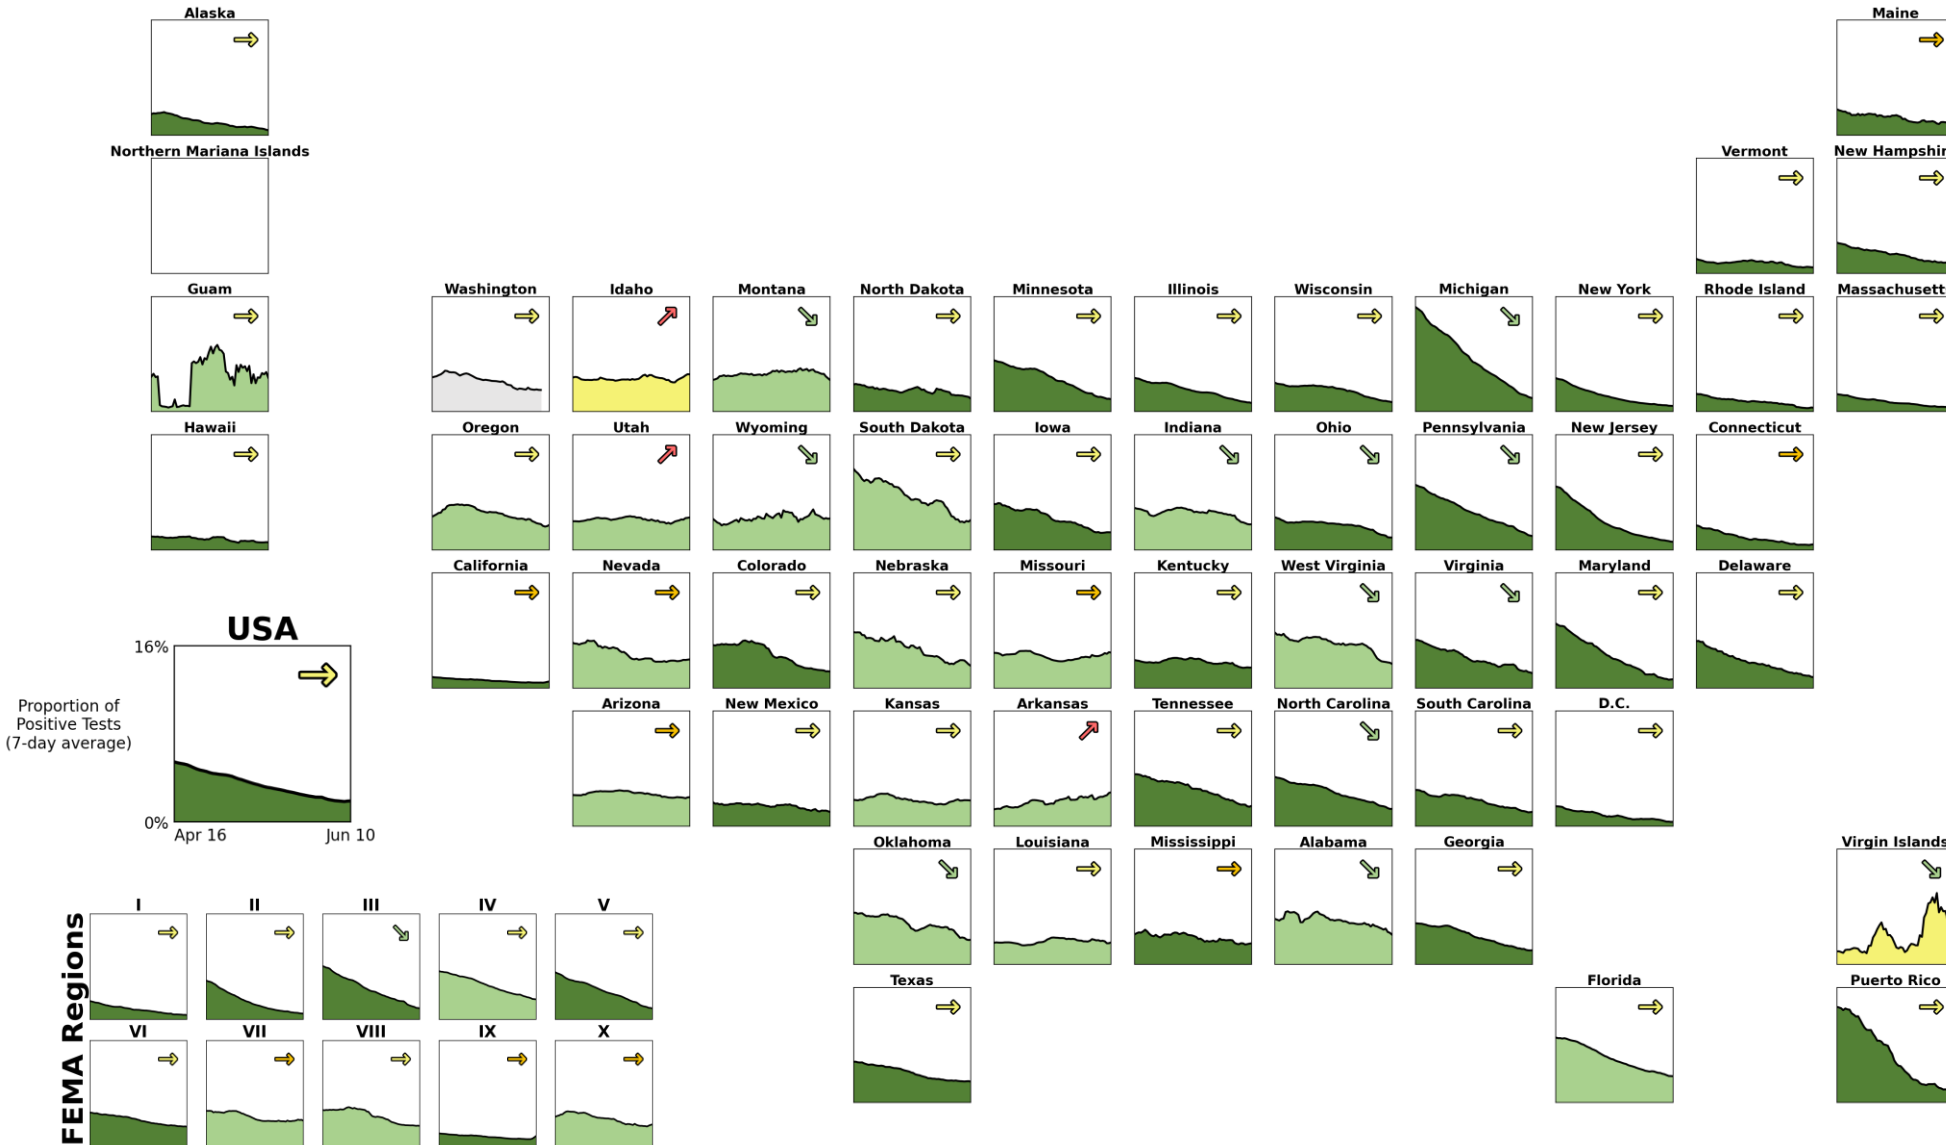 Alaska
Maine
Northern Mariana Islands
Vermont
New Hampshir
Guam
Washington
Idaho
Montana
North Dakota
Minnesota
Illinois
Wisconsin
Michigan
New York
Rhode Island
Massachusett
Hawaii
Oregon
Utah
Wyoming
South Dakota
Iowa
Indiana
Ohio
Pennsylvania
New Jersey
Connecticut
California
Nevada
Colorado
Nebraska
Missouri
Kentucky
West Virginia
Virginia
Maryland
Delaware
USA
16%
Proportion of
Positive Tests
(7-day average)
0%
Apr 16
Jun 10
Arizona
New Mexico
Kansas
Arkansas
Tennessee
North Carolina
South Carolina
D.C.
Oklahoma
Louisiana
Mississippi
Alabama
Georgia
Virgin Islands
Texas
Florida
Puerto Rico
FEMA Regions
I
II
III
IV
V
VI
VII
VIII
IX
X